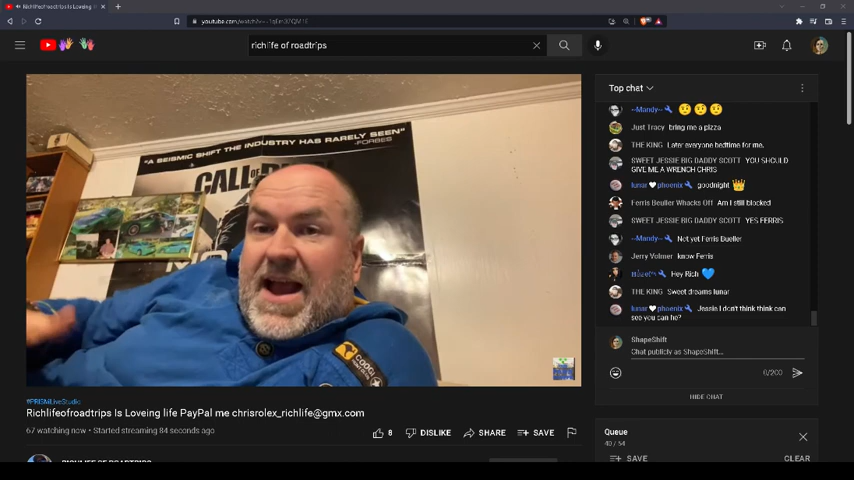 Richlifeofroadtrips Is Loveing l
youtube.com/watch?v=
richlife of roadtrips
Top chat
--Mandy--
Just Tracy bring me a pizza
THE KING Later everyone bedtime for me.
SWEET JESSIE BIG DADDY SCOTT YOU SHOULD
GIVE ME A WRENCH CHRIS
lunar phoenix goodnight
Ferris Beuller Whacks Off Am I still blocked
SWEET JESSIE BIG DADDY SCOTT YES FERRIS
--Mandy-- Not yet Ferris Bueller
Jerry Volmer know Ferris
Hey Rich
THE KING Sweet dreams lunar
lunar phoenix Jessie I don't think think can
see you can he?
"A SEISMIC SHIFT THE INDUSTRY HAS RARELY SEEN"
-FORBES
CALL OF
MO
ShapeShift
Chat publicly as ShapeShift...
0/200
HIDE CHAT
#PRISMLiveStudio
Richlifeofroadtrips Is Loveing life PayPal me chrisrolex_richlife@gmx.com
67 watching now • Started streaming 84 seconds ago
8
DISLIKE
SHARE
SAVE
Queue
40 / 54
SAVE
CLEAR
RICHLIFE OF ROADTRIPS